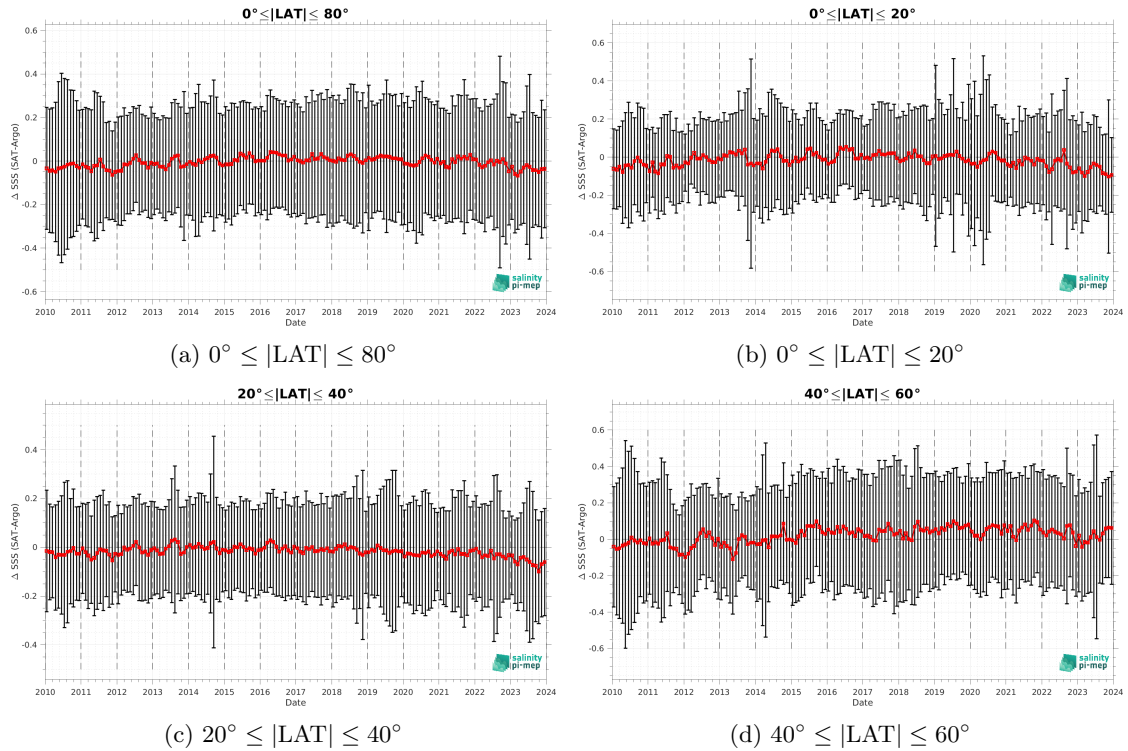 0°≤|LAT|≤ 80°
Δ SSS (SAT-Argo)
0.6
0.4
0.2
0
-0.2
-0.4
-0.6
salinity
pi-mep
2010 2011 2012 2013 2014 2015 2016 2017 2018 2019 2020 2021 2022 2023 2024
Date
(a) 0° ≤ |LAT| ≤ 80°
0°≤|LAT|≤ 20°
Δ SSS (SAT-Argo)
0.6
0.4
0.2
0
-0.2
-0.4
-0.6
salinity
pi-mep
2010 2011 2012 2013 2014 2015 2016 2017 2018 2019 2020 2021 2022 2023 2024
Date
(b) 0° ≤ |LAT| ≤ 20°
20°≤|LAT|≤ 40°
Δ SSS (SAT-Argo)
0.4
0.2
0
-0.2
-0.4
salinity
pi-mep
2010 2011 2012 2013 2014 2015 2016 2017 2018 2019 2020 2021 2022 2023 2024
Date
(c) 20° ≤ |LAT| ≤ 40°
40°≤|LAT|≤ 60°
Δ SSS (SAT-Argo)
0.6
0.4
0.2
0
-0.2
-0.4
-0.6
salinity
pi-mep
2010 2011 2012 2013 2014 2015 2016 2017 2018 2019 2020 2021 2022 2023 2024
Date
(d) 40° ≤ |LAT| ≤ 60°